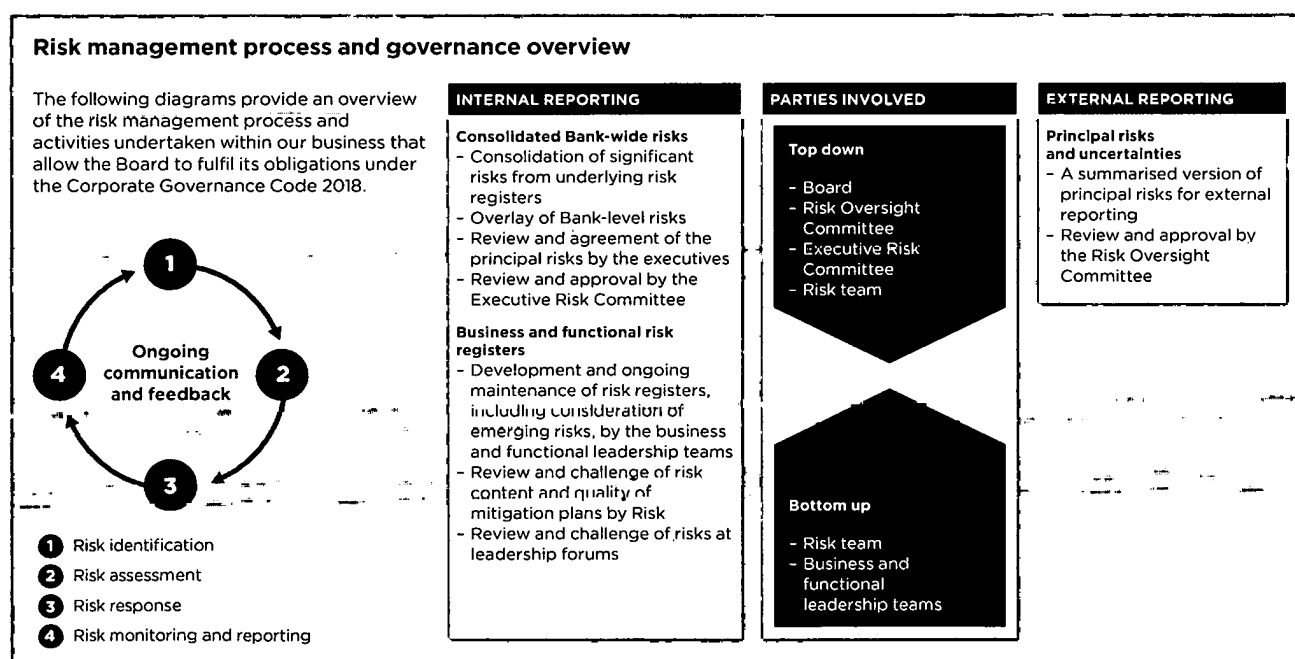 Risk management process and governance overview
The following diagrams provide an overview
of the risk management process and
activities undertaken within our business that
allow the Board to fulfil its obligations under
the Corporate Governance Code 2018.
1
2
3
4
Ongoing
communication
and feedback
1 Risk identification
2 Risk assessment
3 Risk response
4 Risk monitoring and reporting
INTERNAL REPORTING
Consolidated Bank-wide risks
– Consolidation of significant
risks from underlying risk
registers
– Overlay of Bank-level risks
– Review and agreement of the
principal risks by the executives
– Review and approval by the
Executive Risk Committee
Business and functional risk
registers
– Development and ongoing
maintenance of risk registers,
including consideration of
emerging risks, by the business
and functional leadership teams
– Review and challenge of risk
content and quality of
mitigation plans by Risk
– Review and challenge of risks at
leadership forums
PARTIES INVOLVED
Top down
– Board
– Risk Oversight
Committee
– Executive Risk
Committee
– Risk team
Bottom up
– Risk team
– Business and
functional
leadership teams
EXTERNAL REPORTING
Principal risks
and uncertainties
– A summarised version of
principal risks for external
reporting
– Review and approval by
the Risk Oversight
Committee